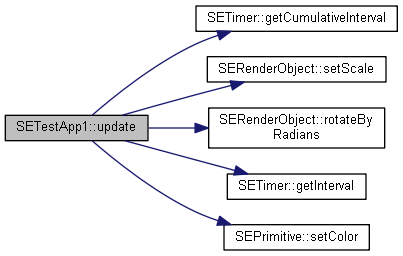 SETimer::getCumulativeInterval
SERenderObject::setScale
SETestApp1::update
SERenderObject::rotateBy
Radians
SETimer::getInterval
SEPrimitive::setColor